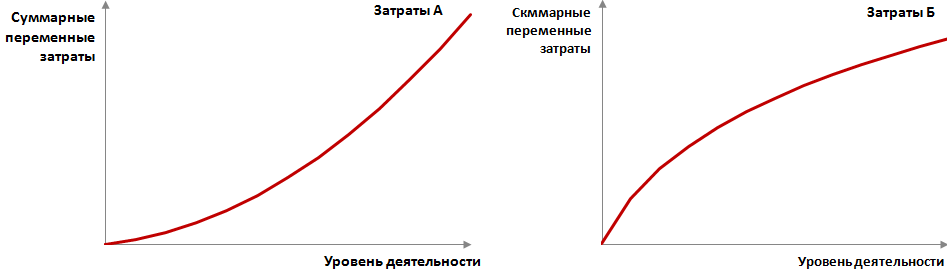 Суммарные
переменные
затраты
Затраты А
Уровень деятельности
Скммарные
переменные
затраты
Затраты Б
Уровень деятельности